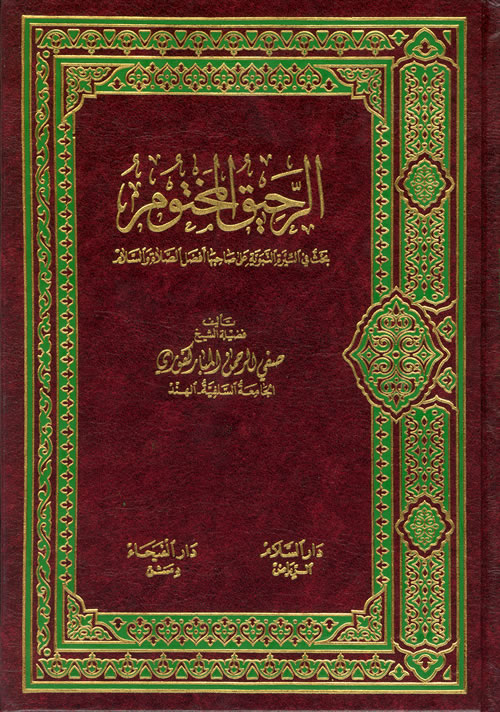 الرحيق المختوم
بحث في السيرة النبوية على صاحبها أفضل الصلاة والسلام
تأليف
فضيلة الشيخ
صفي الرحمن المباركفوري
الجامعة السلفية، الهند
دار السلام
الرياض
دار الفيحاء
دمشق